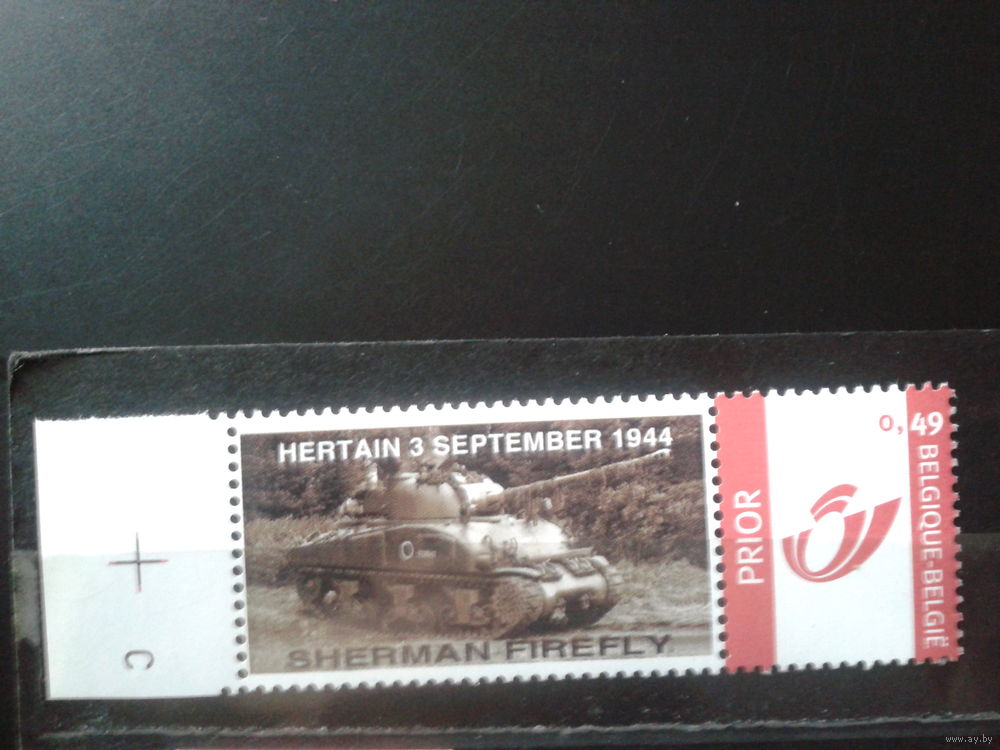 HERTAIN 3 SEPTEMBER 1944
SHERMAN FIREFLY
PRIOR
0,49
BELGIQUE-BELGIË
C
www.ay.by